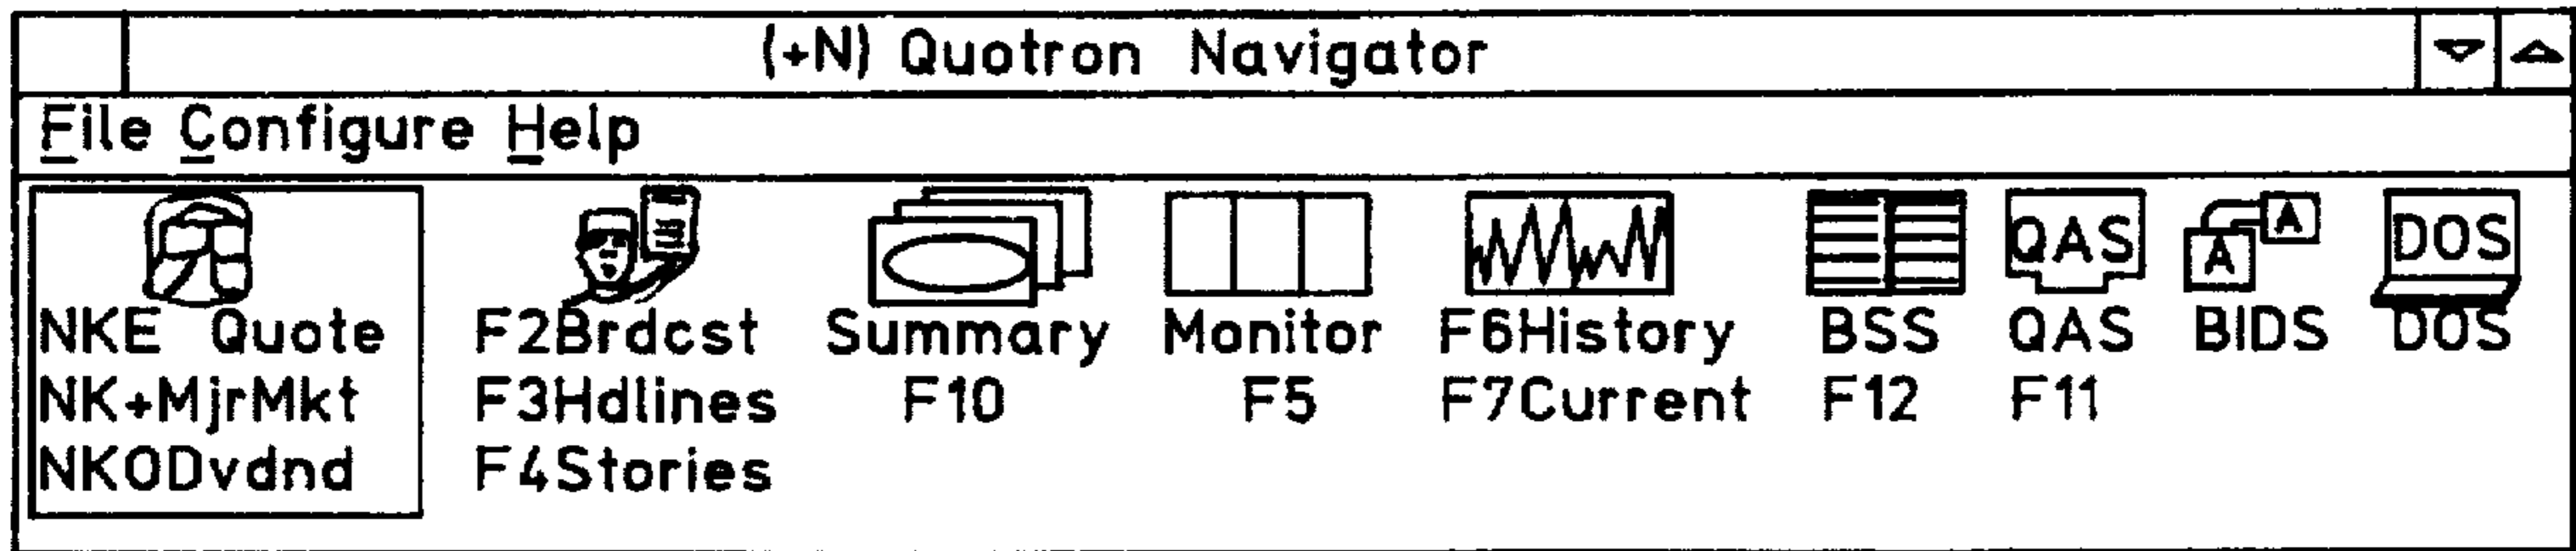 (+N) Quotron Navigator
File Configure Help
QAS A A DOS
NKE Quote F2Brdcst Summary Monitor F6History BSS QAS BIDS DOS
NK+MjrMkt F3Hdlines F10 F5 F7Current F12 F11
NKODvdnd F4Stories